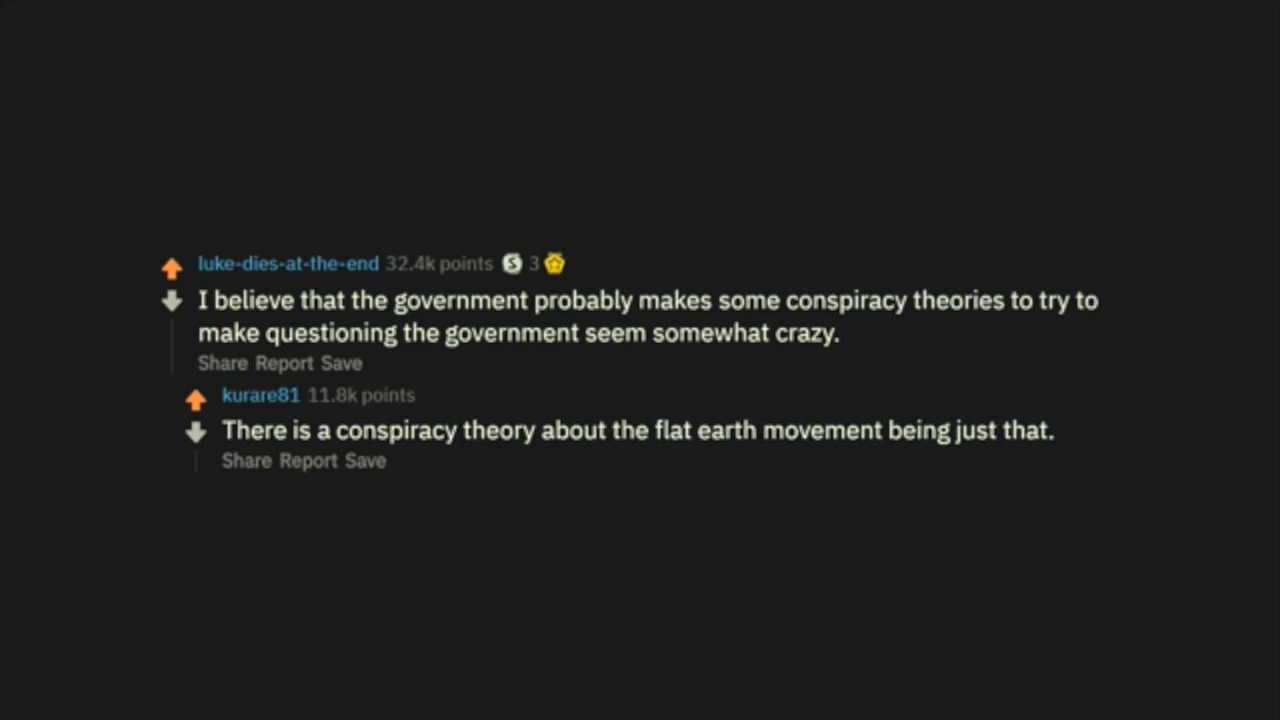 luke-dies-at-the-end 32.4k points S 3
I believe that the government probably makes some conspiracy theories to try to
make questioning the government seem somewhat crazy.
Share Report Save
kurare81 11.8k points
There is a conspiracy theory about the flat earth movement being just that.
Share Report Save